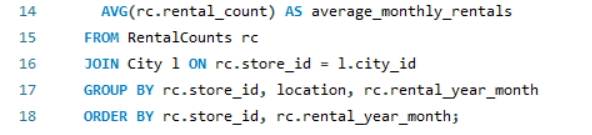 14 AVG(rc.rental_count) AS average_monthly_rentals
15 FROM RentalCounts rc
16 JOIN City l ON rc.store_id = l.city_id
17 GROUP BY rc.store_id, location, rc.rental_year_month
18 ORDER BY rc.store_id, rc.rental_year_month;